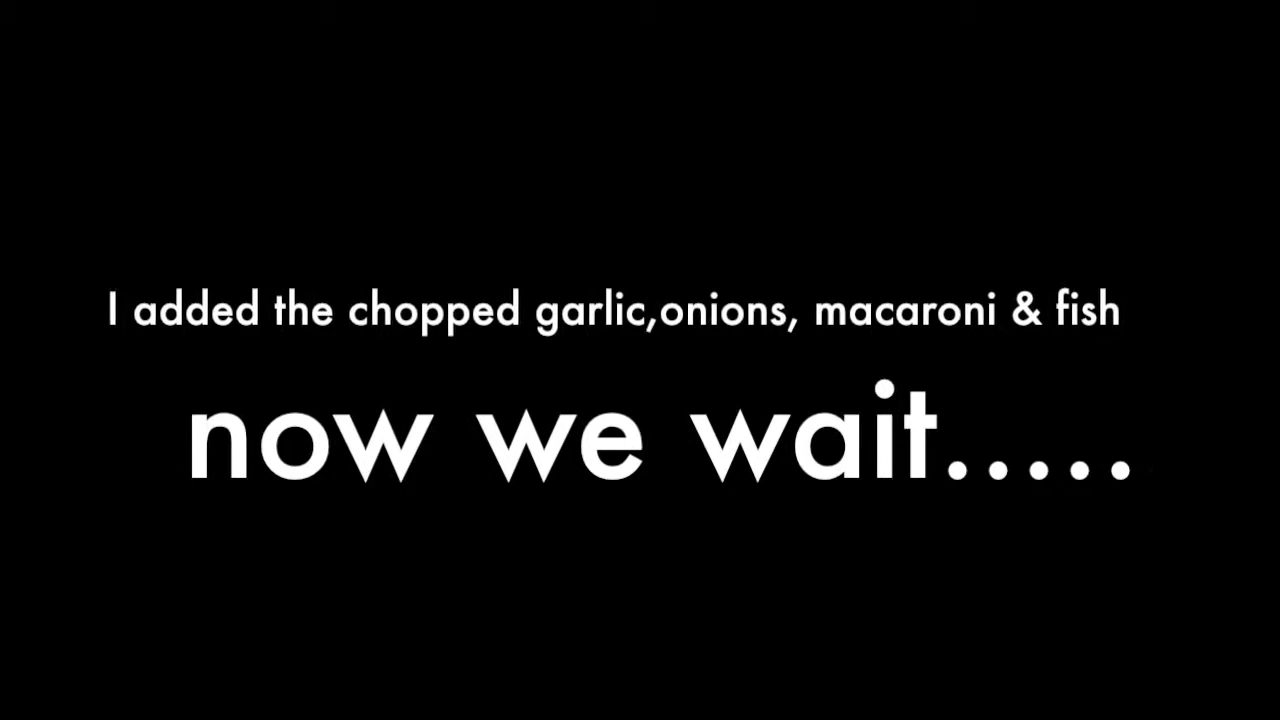 I added the chopped garlic,onions, macaroni & fish
now we wait.....